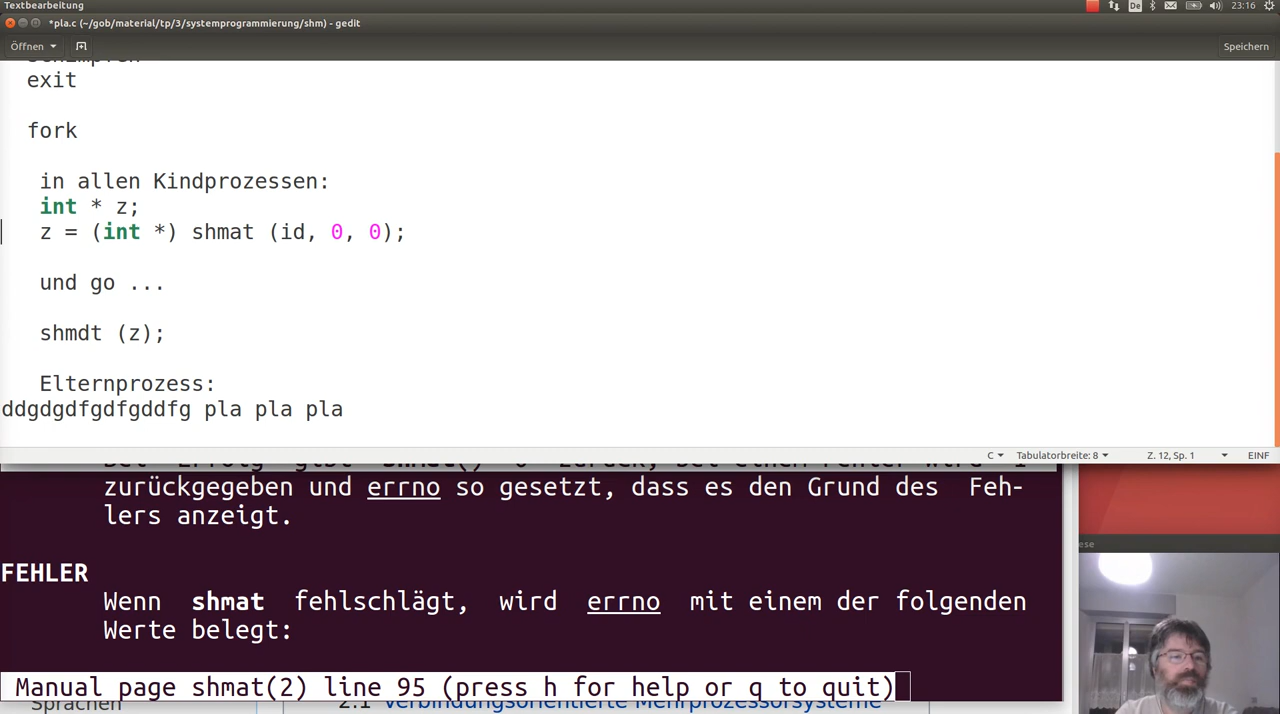 Textbearbeitung
De
23:16
*pla.c (~/gob/material/tp/3/systemprogrammierung/shm) - gedit
Öffnen
Speichern
exit
fork
in allen Kindprozessen:
int * z;
z = (int *) shmat (id, 0, 0);
und go ...
shmdt (z);
Elternprozess:
ddgdgdfgdfgddfg pla pla pla
C
Tabulatorbreite: 8
Z. 12, Sp. 1
EINF
zurückgegeben und errno so gesetzt, dass es den Grund des Feh-
lers anzeigt.
FEHLER
Wenn shmat fehlschlägt, wird errno mit einem der folgenden
Werte belegt:
Manual page shmat(2) line 95 (press h for help or q to quit)
ese
Sprachen
2.1 Verbindungsorientierte Mehrprozessorsysteme